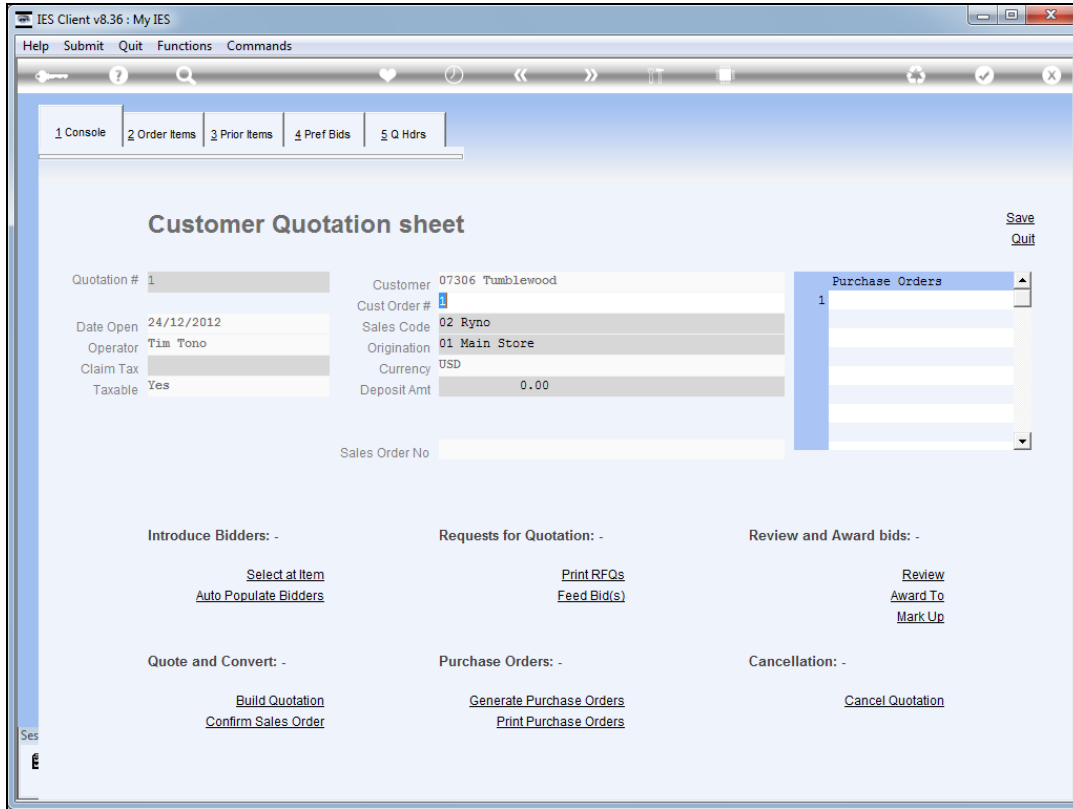 IES Client v8.36 : My IES
Help Submit Quit Functions Commands
1 Console 2 Order Items 3 Prior Items 4 Pref Bids 5 Q Hdrs
Customer Quotation sheet
Save
Quit
Quotation # 1
Customer 07306 Tumblewood
Purchase Orders
Cust Order # 1
1
Date Open 24/12/2012
Sales Code 02 Ryno
Operator Tim Tono
Origination 01 Main Store
Claim Tax
Currency USD
Taxable Yes
Deposit Amt 0.00
Sales Order No
Introduce Bidders: -
Requests for Quotation: -
Review and Award bids: -
Select at Item
Print RFQs
Review
Auto Populate Bidders
Feed Bid(s)
Award To
Mark Up
Quote and Convert: -
Purchase Orders: -
Cancellation: -
Build Quotation
Generate Purchase Orders
Cancel Quotation
Confirm Sales Order
Print Purchase Orders
Ses